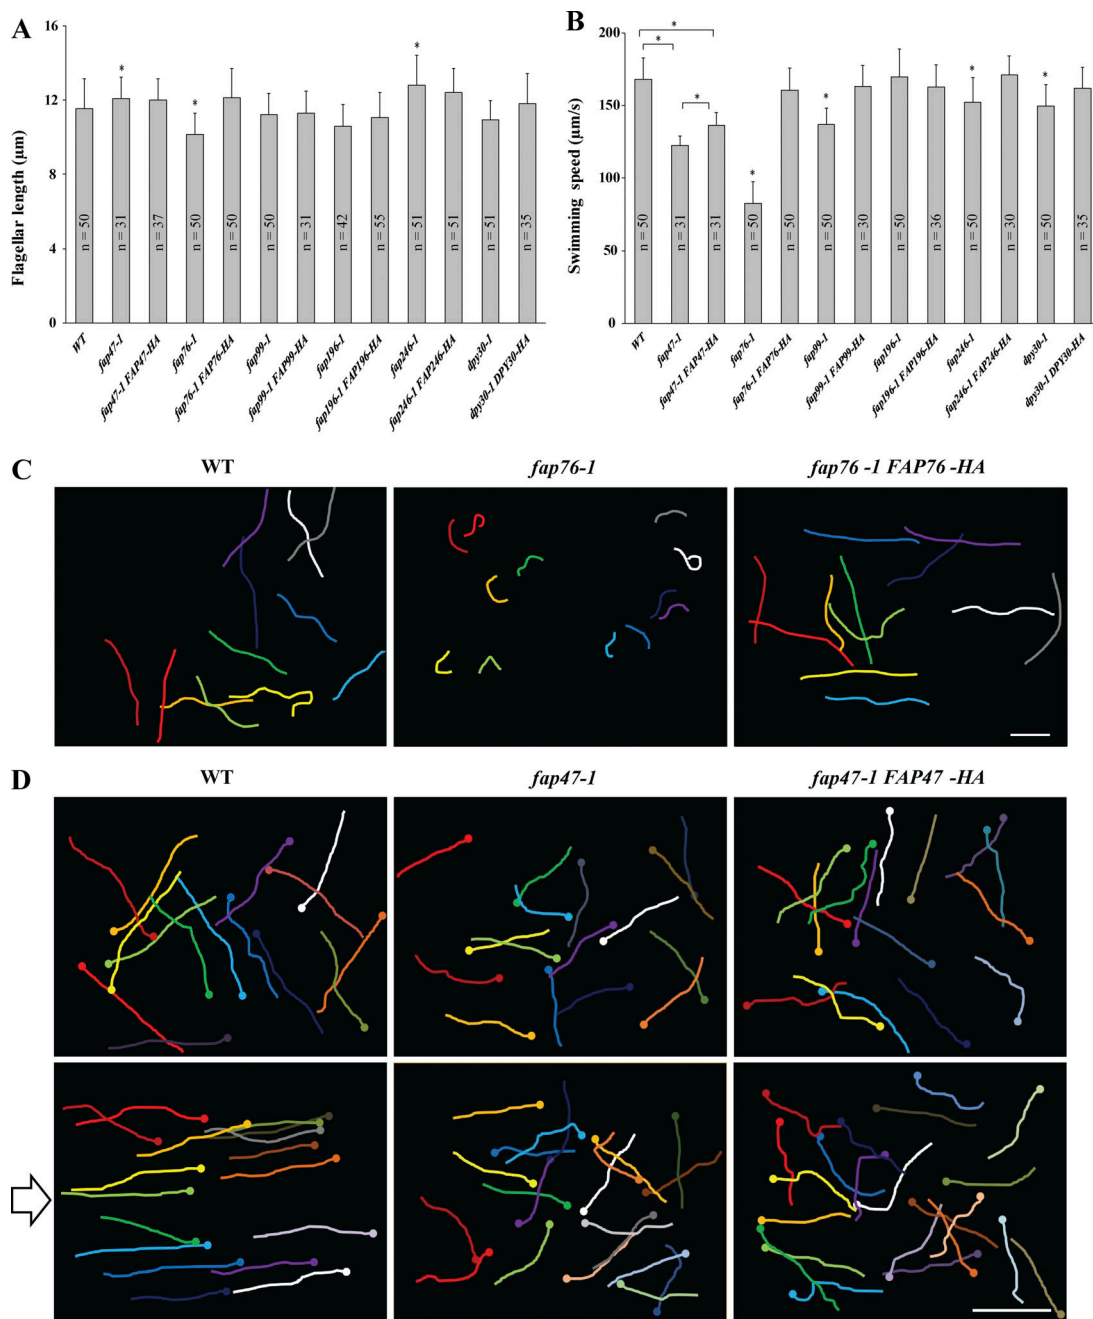 A
Flagellar length (µm)
16
12
8
4
0
*
*
*
n = 50
n = 31
n = 37
n = 50
n = 50
n = 50
n = 31
n = 42
n = 55
n = 51
n = 51
n = 51
n = 35
WT
fap47-1
fap47-1 FAP47-HA
fap76-1
fap76-1 FAP76-HA
fap99-1
fap99-1 FAP99-HA
fap196-1
fap196-1 FAP196-HA
fap246-1
fap246-1 FAP246-HA
dpy30-1
dpy30-1 DPY30-HA
B
Swimming speed (µm/s)
200
150
100
50
0
*
*
*
*
*
*
*
n = 50
n = 31
n = 31
n = 50
n = 50
n = 50
n = 30
n = 50
n = 36
n = 50
n = 30
n = 50
n = 35
WT
fap47-1
fap47-1 FAP47-HA
fap76-1
fap76-1 FAP76-HA
fap99-1
fap99-1 FAP99-HA
fap196-1
fap196-1 FAP196-HA
fap246-1
fap246-1 FAP246-HA
dpy30-1
dpy30-1 DPY30-HA
C
WT
fap76-1
fap76 -1 FAP76 -HA
D
WT
fap47-1
fap47-1 FAP47 -HA